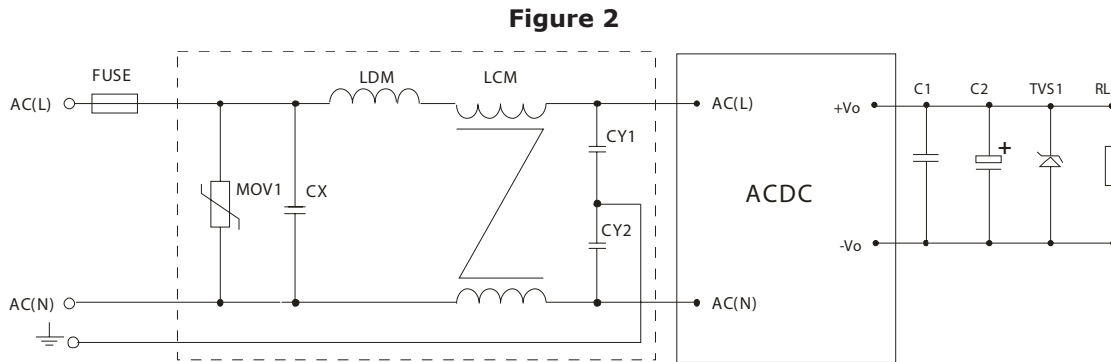 Figure 2
FUSE
LDM
LCM
AC(L)
AC(L)
C1
C2
TVS1
RL
+Vo
CY1
+
MOV1
CX
ACDC
CY2
-Vo
AC(N)
AC(N)